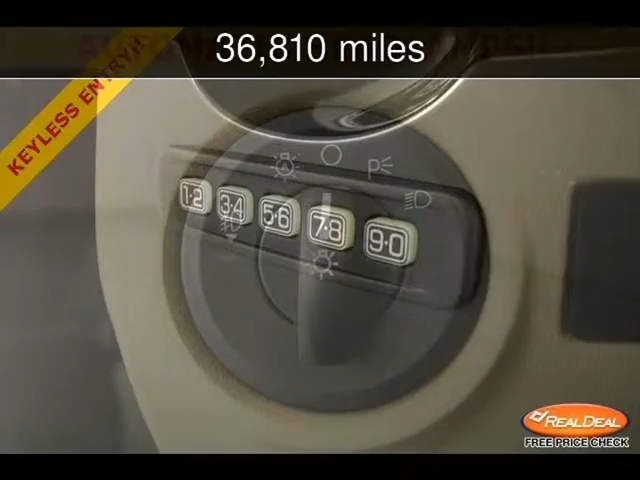 36,810 miles
KEYLESS ENTRY!!
1·2 3·4 5·6 7·8 9·0
REALDEAL
FREE PRICE CHECK